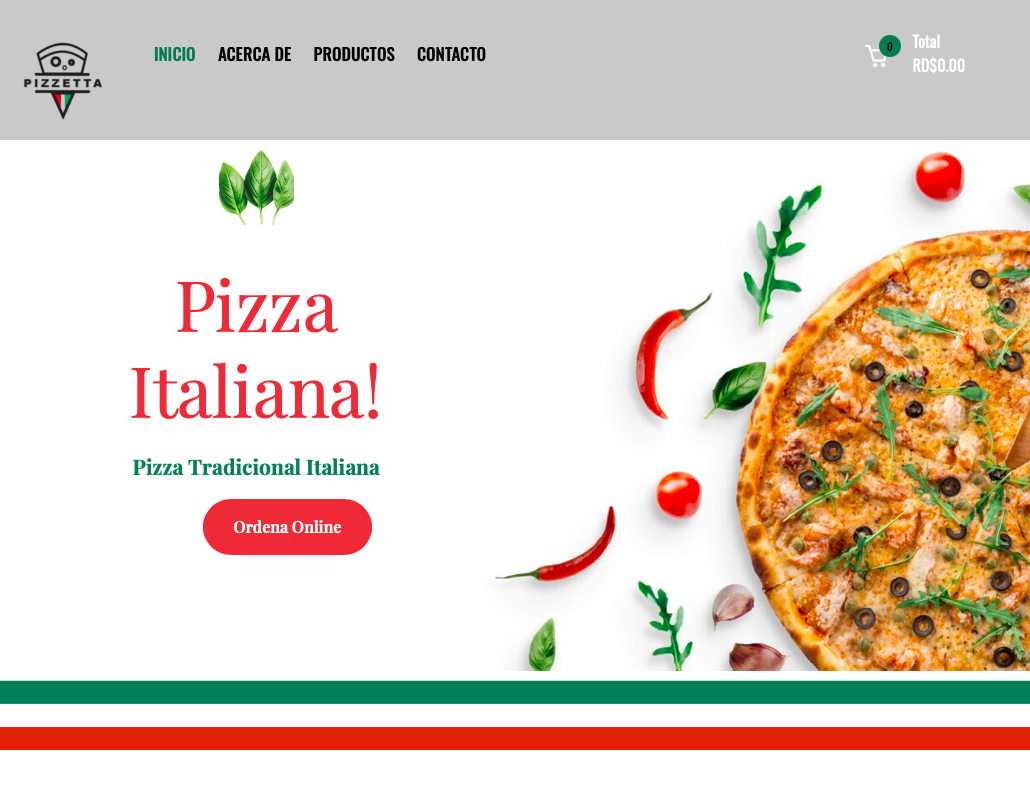 PIZZETTA
INICIO ACERCA DE PRODUCTOS CONTACTO
0
Total
RD$0.00
Pizza
Italiana!
Pizza Tradicional Italiana
Ordena Online